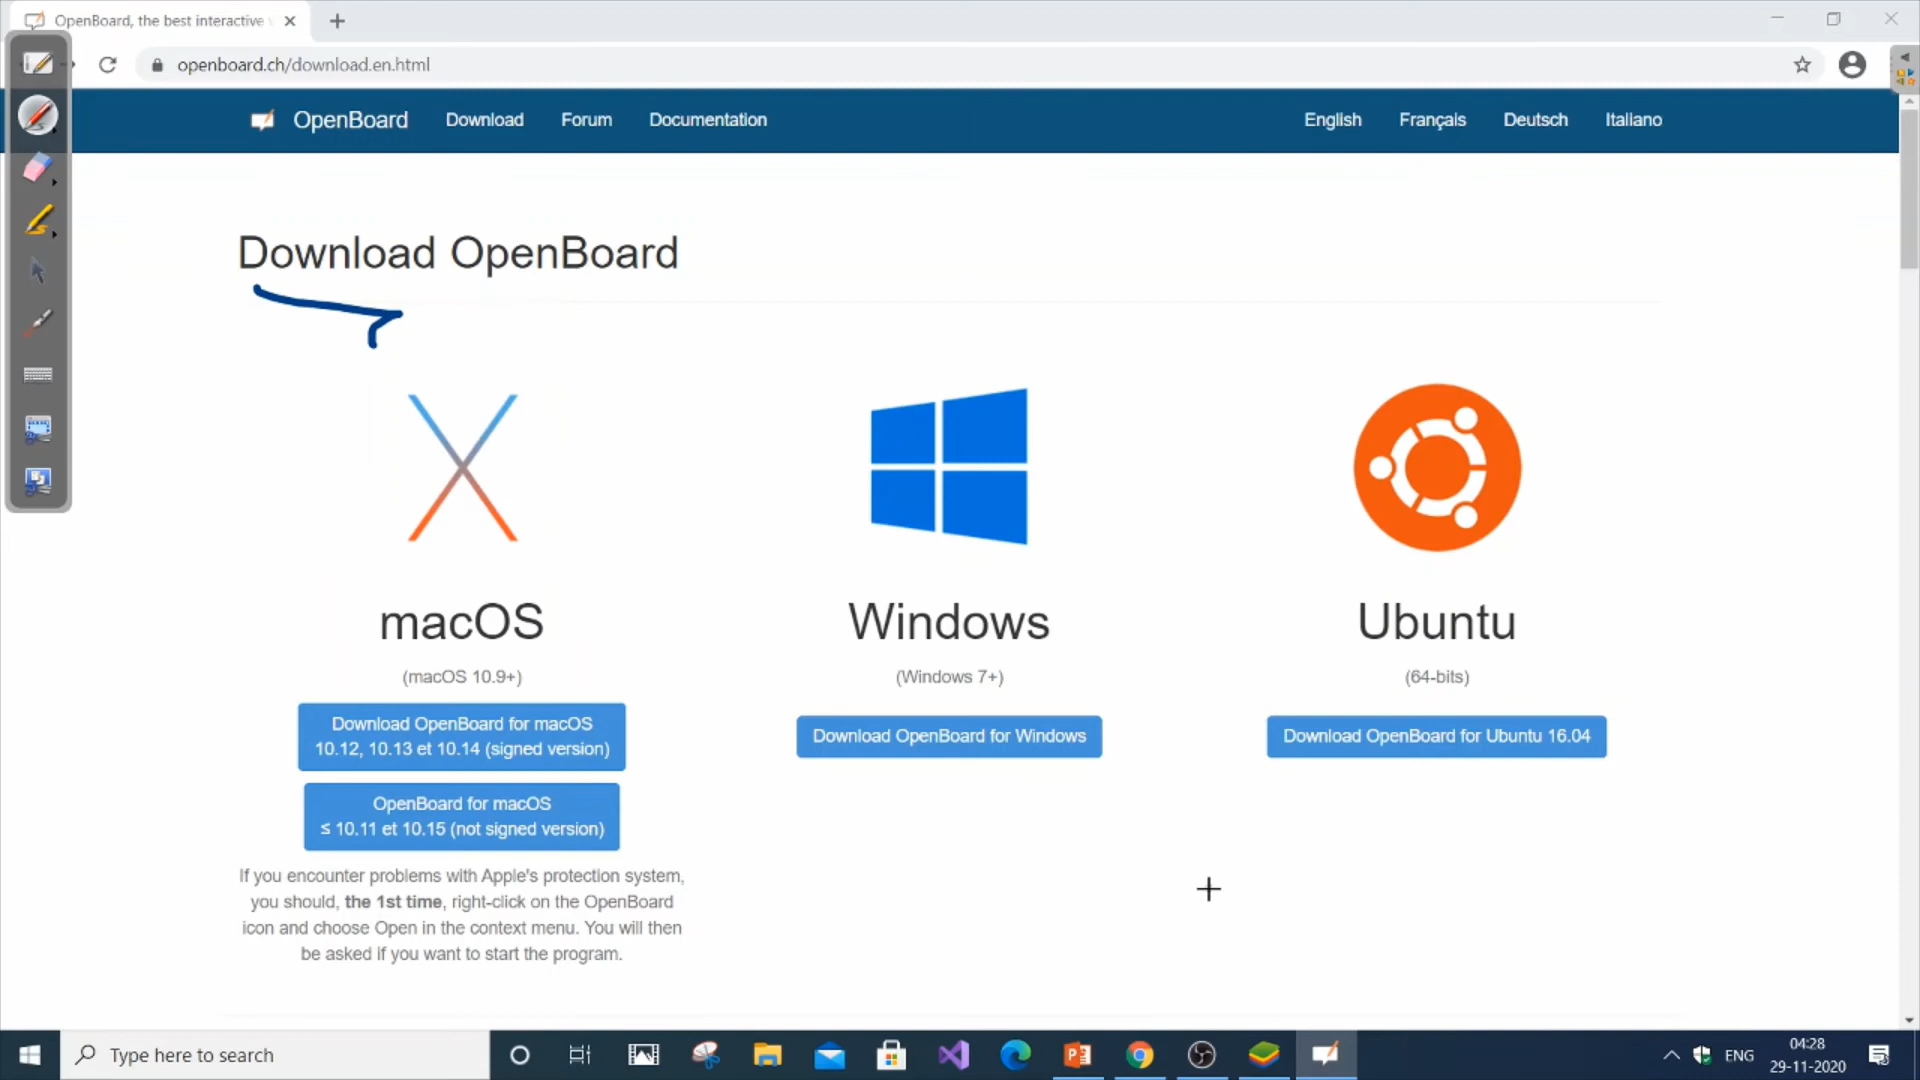 OpenBoard, the best interactive
openboard.ch/download.en.html
OpenBoard Download Forum Documentation English Français Deutsch Italiano
Download OpenBoard
macOS
(macOS 10.9+)
Download OpenBoard for macOS
10.12, 10.13 et 10.14 (signed version)
OpenBoard for macOS
≤ 10.11 et 10.15 (not signed version)
If you encounter problems with Apple's protection system,
you should, the 1st time, right-click on the OpenBoard
icon and choose Open in the context menu. You will then
be asked if you want to start the program.
Windows
(Windows 7+)
Download OpenBoard for Windows
Ubuntu
(64-bits)
Download OpenBoard for Ubuntu 16.04
Type here to search
ENG
04:28
29-11-2020